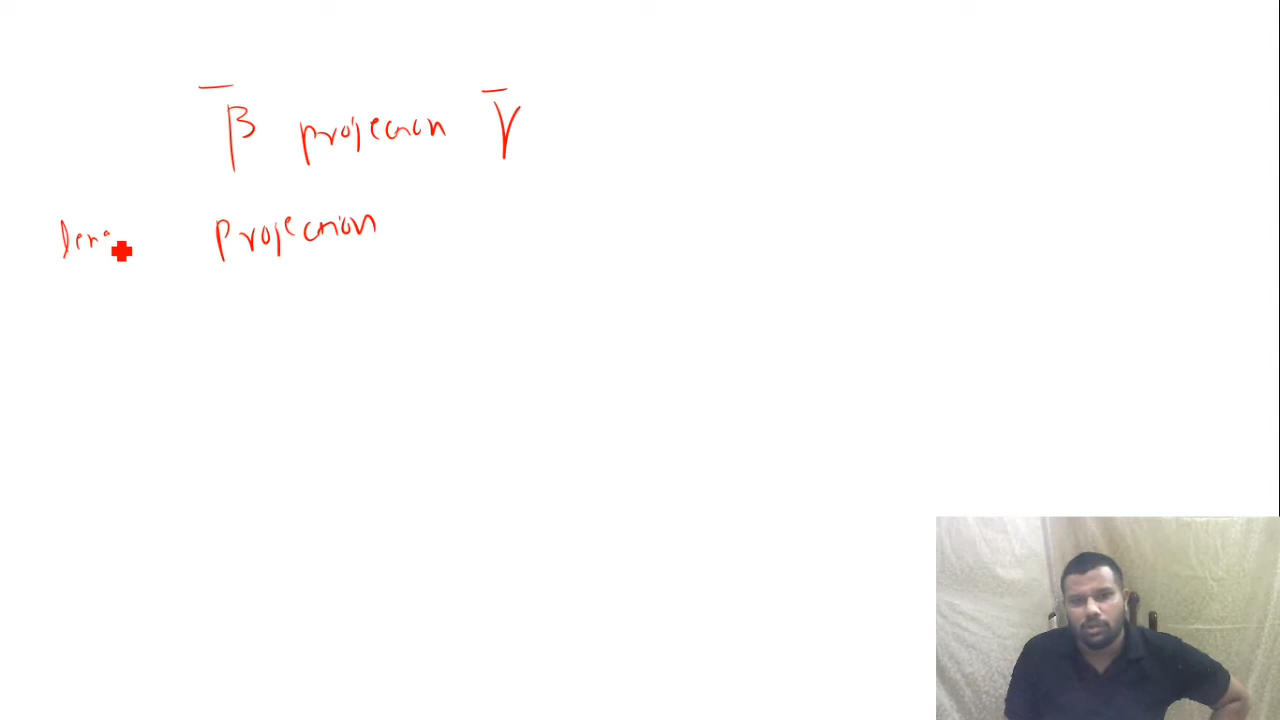 β̅ projection γ̅
projection